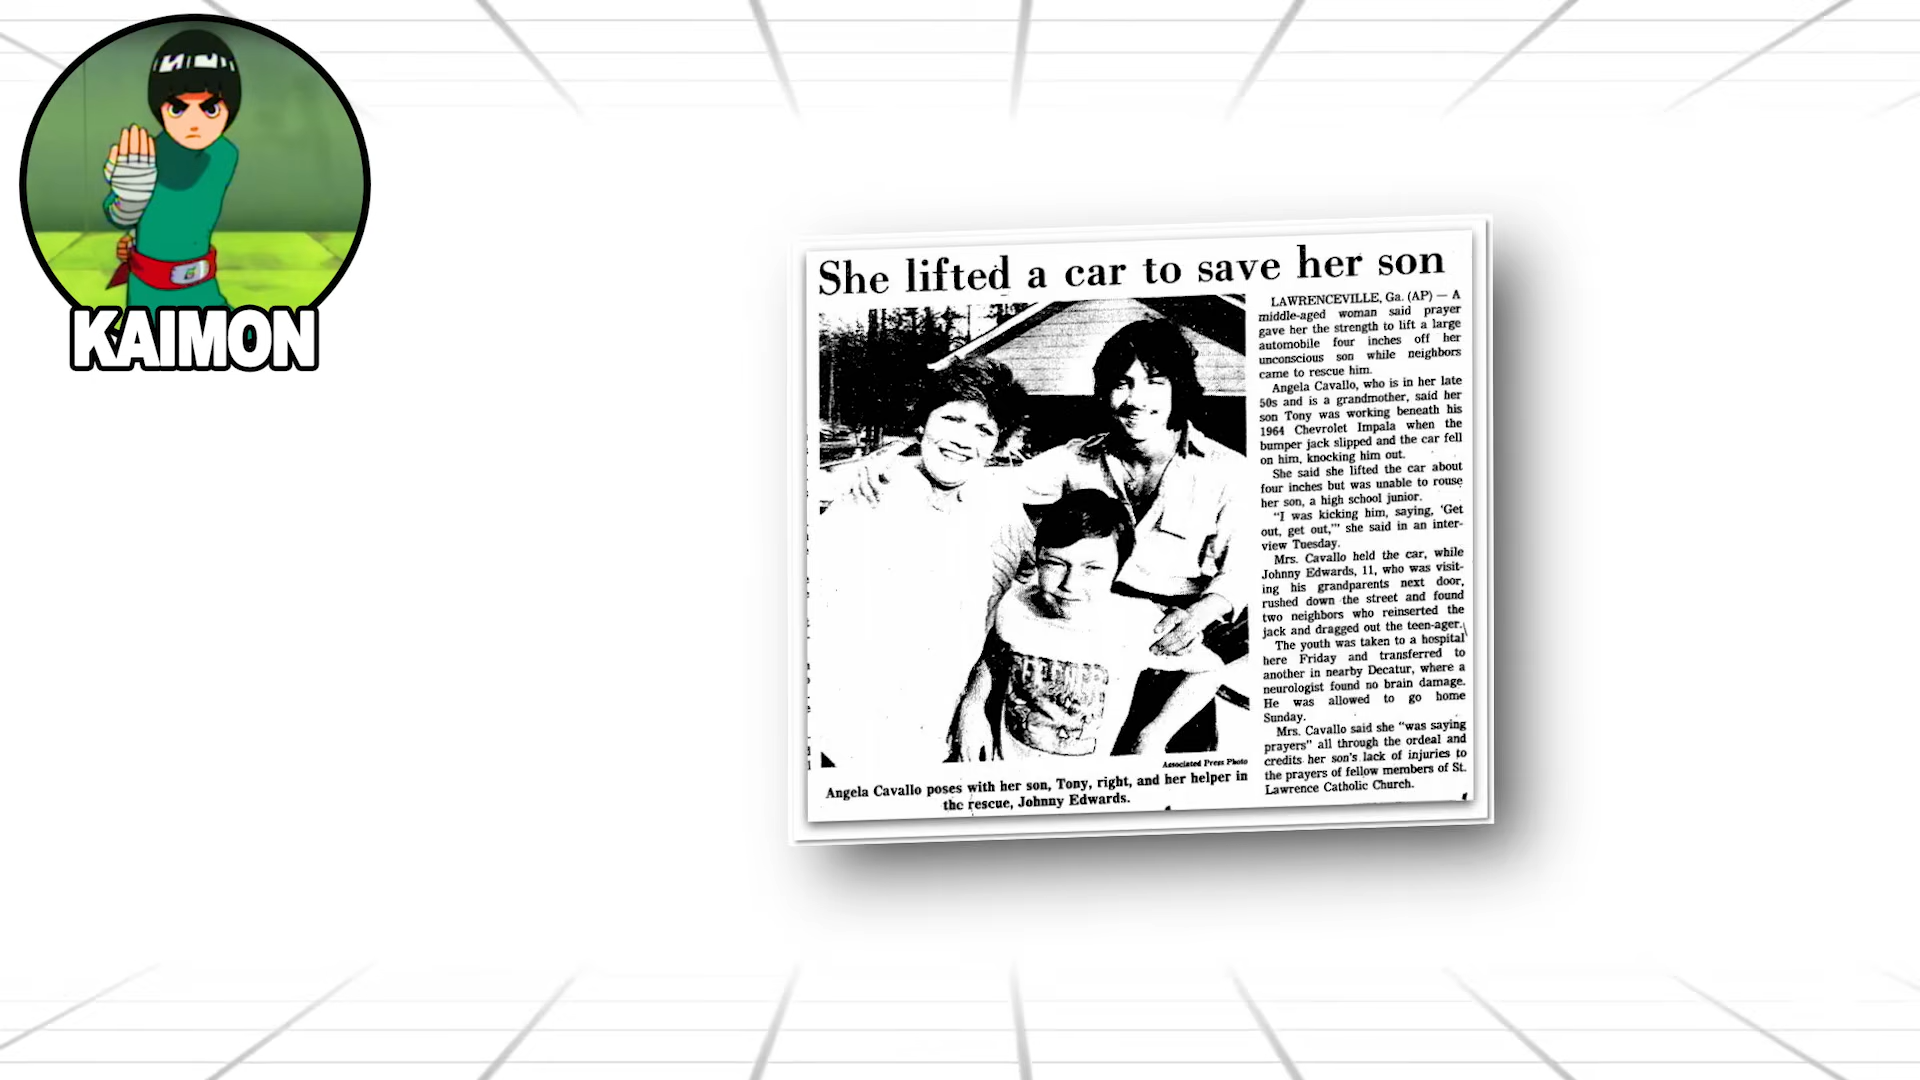 KAIMON
She lifted a car to save her son
LAWRENCEVILLE, Ga. (AP) — A
middle-aged woman said prayer
gave her the strength to lift a large
automobile four inches off her
unconscious son while neighbors
came to rescue him.
Angela Cavallo, who is in her late
50s and is a grandmother, said her
son Tony was working beneath his
1964 Chevrolet Impala when the
bumper jack slipped and the car fell
on him, knocking him out.
She said she lifted the car about
four inches but was unable to rouse
her son, a high school junior.
"I was kicking him, saying, 'Get
out, get out,'" she said in an inter-
view Tuesday.
Mrs. Cavallo held the car, while
Johnny Edwards, 11, who was visit-
ing his grandparents next door,
rushed down the street and found
two neighbors who reinserted the
jack and dragged out the teen-ager.
The youth was taken to a hospital
here Friday and transferred to
another in nearby Decatur, where a
neurologist found no brain damage.
He was allowed to go home
Sunday.
Mrs. Cavallo said she "was saying
prayers" all through the ordeal and
credits her son's lack of injuries to
the prayers of fellow members of St.
Lawrence Catholic Church.
Associated Press Photo
Angela Cavallo poses with her son, Tony, right, and her helper in
the rescue, Johnny Edwards.